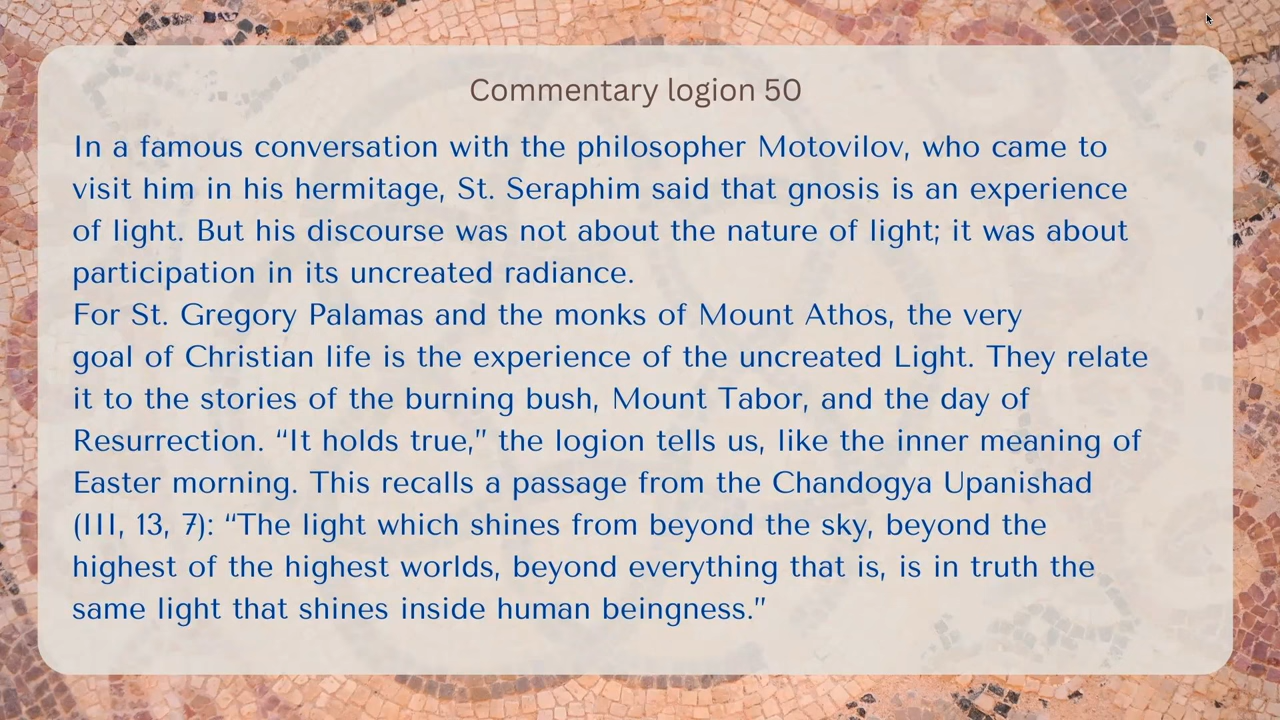 Commentary logion 50
In a famous conversation with the philosopher Motovilov, who came to
visit him in his hermitage, St. Seraphim said that gnosis is an experience
of light. But his discourse was not about the nature of light; it was about
participation in its uncreated radiance.
For St. Gregory Palamas and the monks of Mount Athos, the very
goal of Christian life is the experience of the uncreated Light. They relate
it to the stories of the burning bush, Mount Tabor, and the day of
Resurrection. “It holds true,” the logion tells us, like the inner meaning of
Easter morning. This recalls a passage from the Chandogya Upanishad
(III, 13, 7): “The light which shines from beyond the sky, beyond the
highest of the highest worlds, beyond everything that is, is in truth the
same light that shines inside human beingness.”